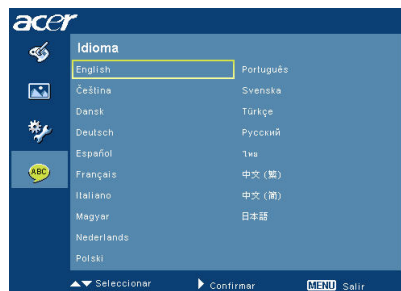 acer
Idioma
English
Čeština
Dansk
Deutsch
Español
Français
Italiano
Magyar
Nederlands
Polski
Português
Svenska
Türkçe
Русский
ไทย
中文 (繁)
中文 (简)
日本語
ABC
▲▼ Seleccionar
▶ Confirmar
MENU Salir